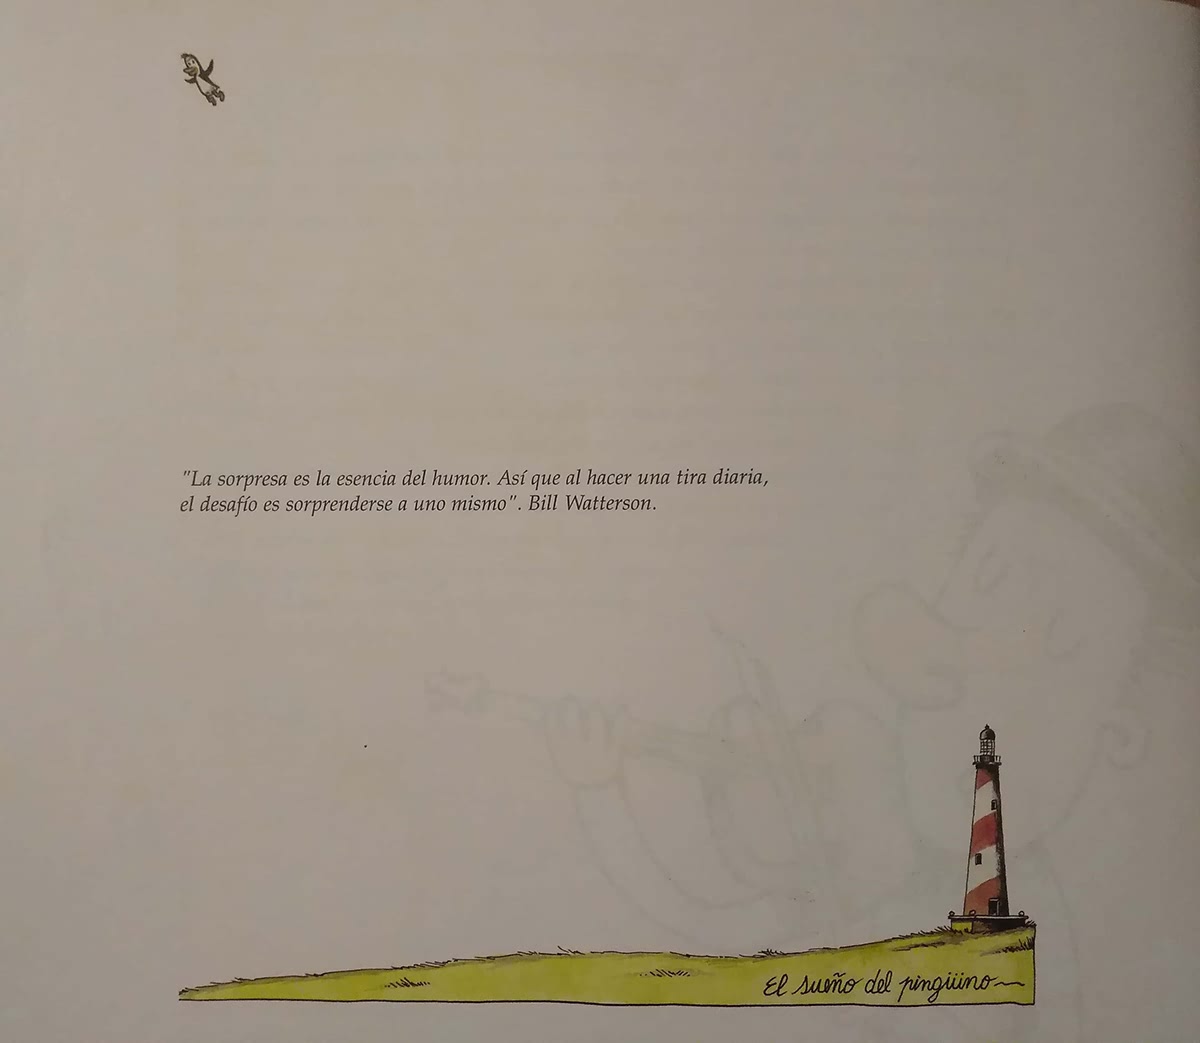 "La sorpresa es la esencia del humor. Así que al hacer una tira diaria,
el desafío es sorprenderse a uno mismo". Bill Watterson.
El sueño del pingüino